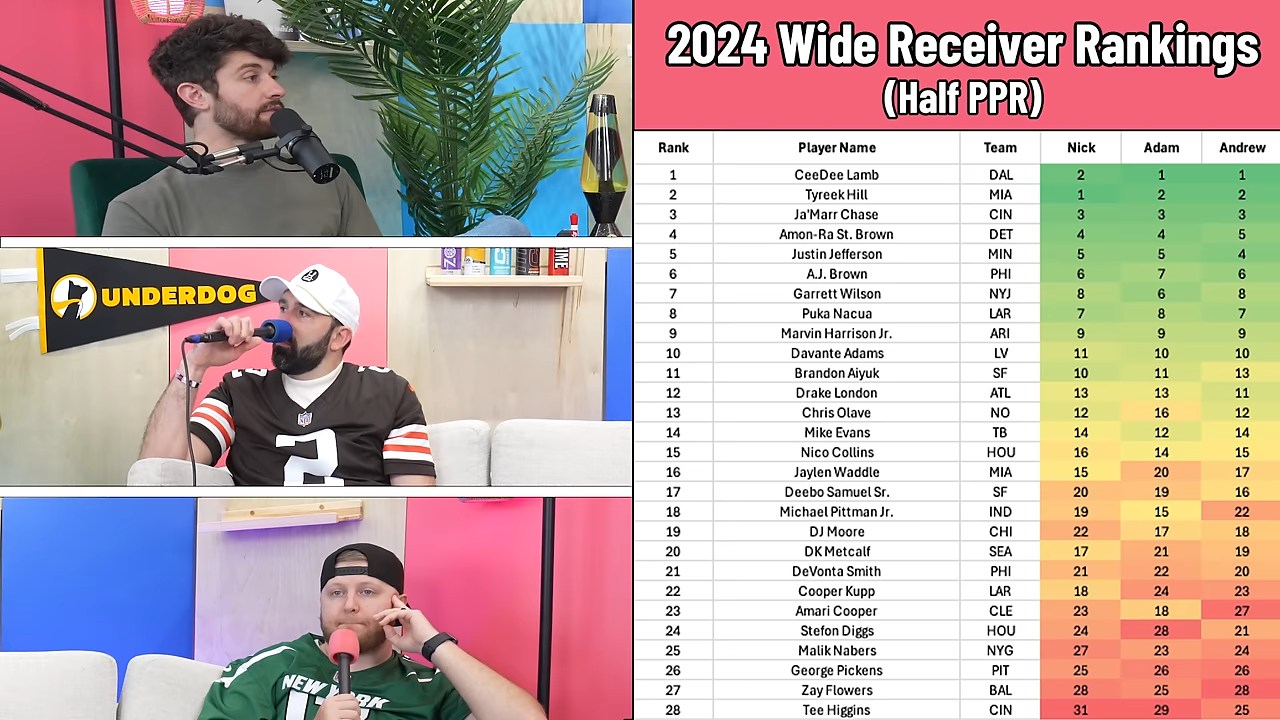 2024 Wide Receiver Rankings
(Half PPR)
Rank Player Name Team Nick Adam Andrew
1 CeeDee Lamb DAL 2 1 1
2 Tyreek Hill MIA 1 2 2
3 Ja'Marr Chase CIN 3 3 3
4 Amon-Ra St. Brown DET 4 4 5
5 Justin Jefferson MIN 5 5 4
6 A.J. Brown PHI 6 7 6
7 Garrett Wilson NYJ 8 6 8
8 Puka Nacua LAR 7 8 7
9 Marvin Harrison Jr. ARI 9 9 9
10 Davante Adams LV 11 10 10
11 Brandon Aiyuk SF 10 11 13
12 Drake London ATL 13 13 11
13 Chris Olave NO 12 16 12
14 Mike Evans TB 14 12 14
15 Nico Collins HOU 16 14 15
16 Jaylen Waddle MIA 15 20 17
17 Deebo Samuel Sr. SF 20 19 16
18 Michael Pittman Jr. IND 19 15 22
19 DJ Moore CHI 22 17 18
20 DK Metcalf SEA 17 21 19
21 DeVonta Smith PHI 21 22 20
22 Cooper Kupp LAR 18 24 23
23 Amari Cooper CLE 23 18 27
24 Stefon Diggs HOU 24 28 21
25 Malik Nabers NYG 27 23 24
26 George Pickens PIT 25 26 26
27 Zay Flowers BAL 28 25 28
28 Tee Higgins CIN 31 29 25
UNDERDOG
NFL
2
NEW YORK